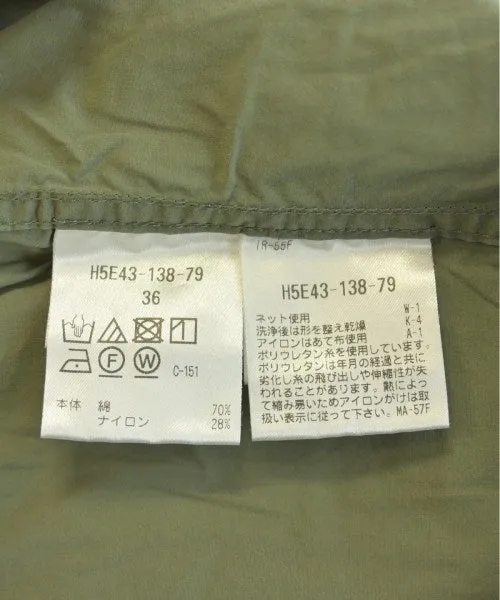 H5E43-138-79
36
C-151
本体 綿 70%
ナイロン 28%
IR-65F
H5E43-138-79
W-1
ネット使用 K-4
洗浄後は形を整え乾燥 A-1
アイロンはあて布使用
ポリウレタン糸を使用しています。
ポリウレタンは年月の経過と共に
劣化し糸の飛び出しや伸縮性が失
われることがあります。熱によっ
て縮み易いためアイロンがけは取
扱い表示に従って下さい。MA-57F